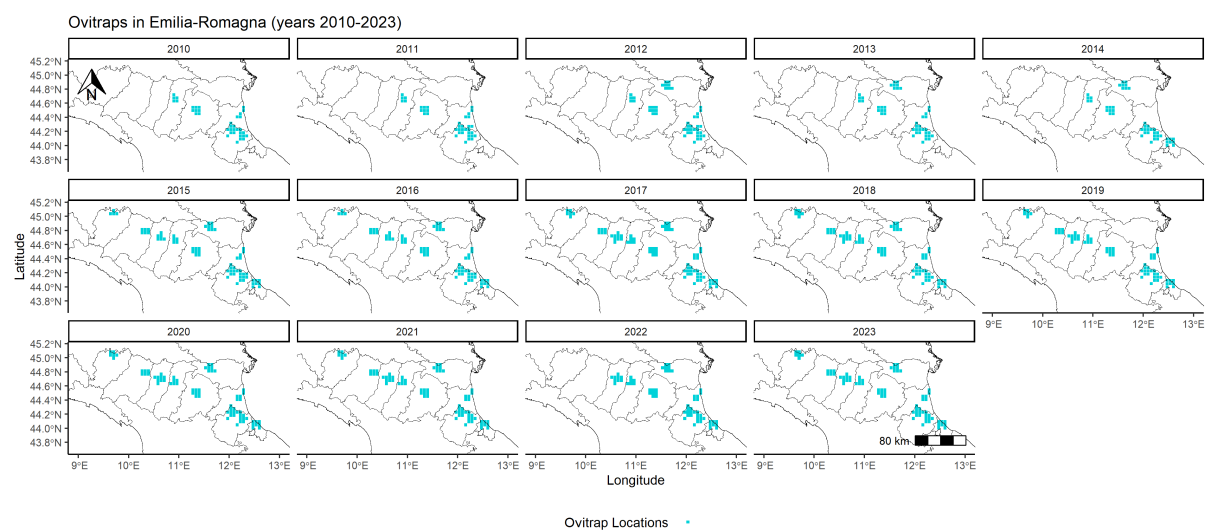 Ovitraps in Emilia-Romagna (years 2010-2023)
2010 2011 2012 2013 2014
45.2°N
45.0°N
44.8°N
44.6°N
44.4°N
44.2°N
44.0°N
43.8°N
N
2015 2016 2017 2018 2019
45.2°N
45.0°N
44.8°N
44.6°N
44.4°N
44.2°N
44.0°N
43.8°N
Latitude
9°E 10°E 11°E 12°E 13°E
2020 2021 2022 2023
45.2°N
45.0°N
44.8°N
44.6°N
44.4°N
44.2°N
44.0°N
43.8°N
80 km
9°E 10°E 11°E 12°E 13°E 9°E 10°E 11°E 12°E 13°E 9°E 10°E 11°E 12°E 13°E 9°E 10°E 11°E 12°E 13°E
Longitude
Ovitrap Locations